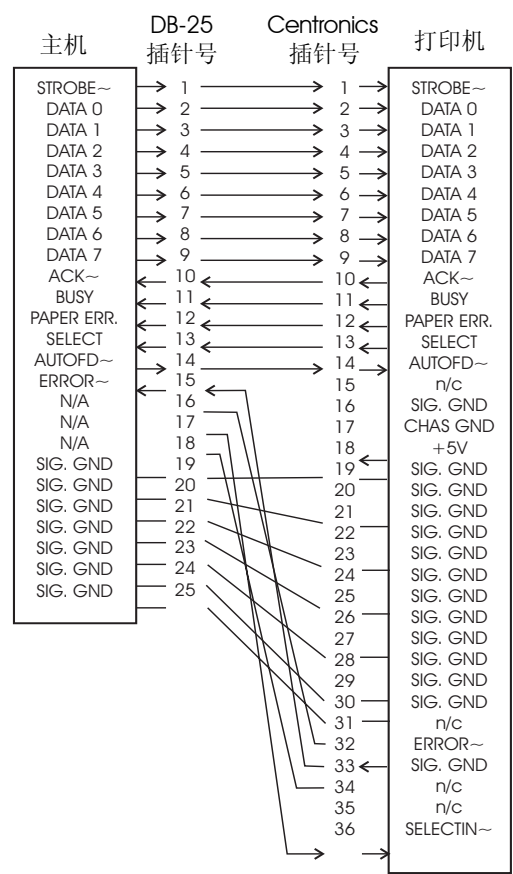 主机 DB-25 插针号 Centronics 插针号 打印机
STROBE~ 1 1 STROBE~
DATA 0 2 2 DATA 0
DATA 1 3 3 DATA 1
DATA 2 4 4 DATA 2
DATA 3 5 5 DATA 3
DATA 4 6 6 DATA 4
DATA 5 7 7 DATA 5
DATA 6 8 8 DATA 6
DATA 7 9 9 DATA 7
ACK~ 10 10 ACK~
BUSY 11 11 BUSY
PAPER ERR. 12 12 PAPER ERR.
SELECT 13 13 SELECT
AUTOFD~ 14 14 AUTOFD~
ERROR~ 15 15 n/c
N/A 16 16 SIG. GND
N/A 17 17 CHAS GND
N/A 18 18 +5V
SIG. GND 19 19 SIG. GND
SIG. GND 20 20 SIG. GND
SIG. GND 21 21 SIG. GND
SIG. GND 22 22 SIG. GND
SIG. GND 23 23 SIG. GND
SIG. GND 24 24 SIG. GND
SIG. GND 25 25 SIG. GND
26 SIG. GND
27 SIG. GND
28 SIG. GND
29 SIG. GND
30 SIG. GND
31 n/c
32 ERROR~
33 SIG. GND
34 n/c
35 n/c
36 SELECTIN~